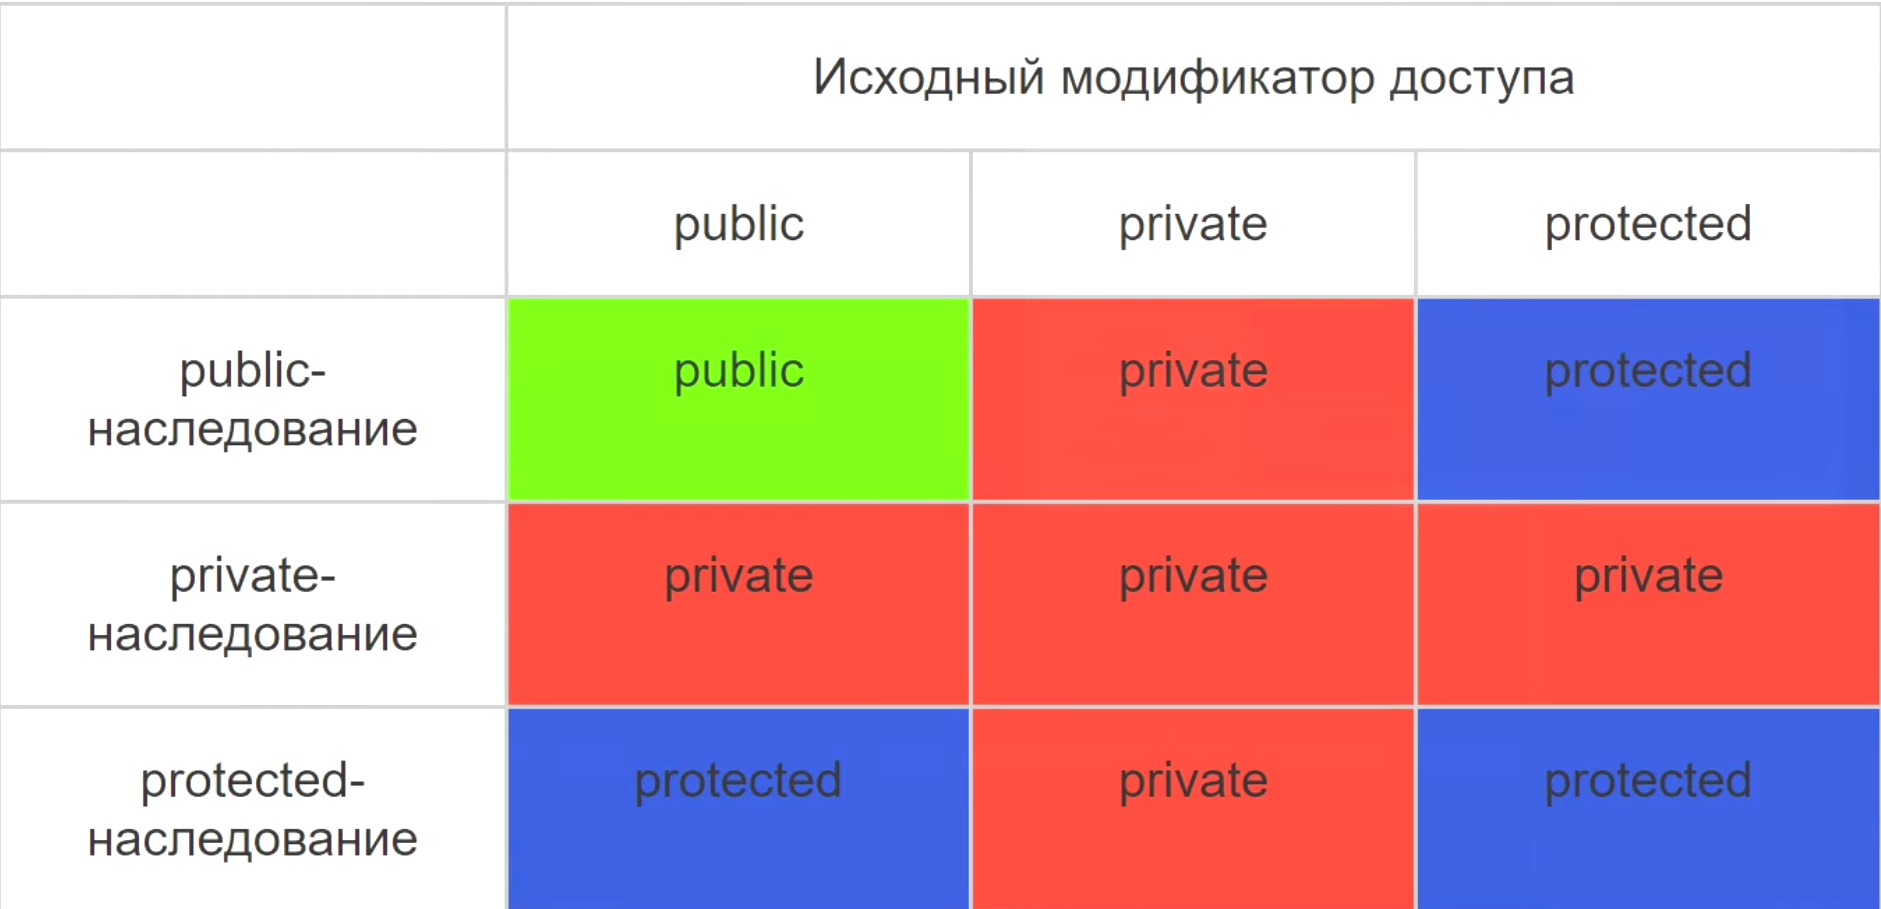 Исходный модификатор доступа
public private protected
public- public private protected
наследование
private- private private private
наследование
protected- protected private protected
наследование